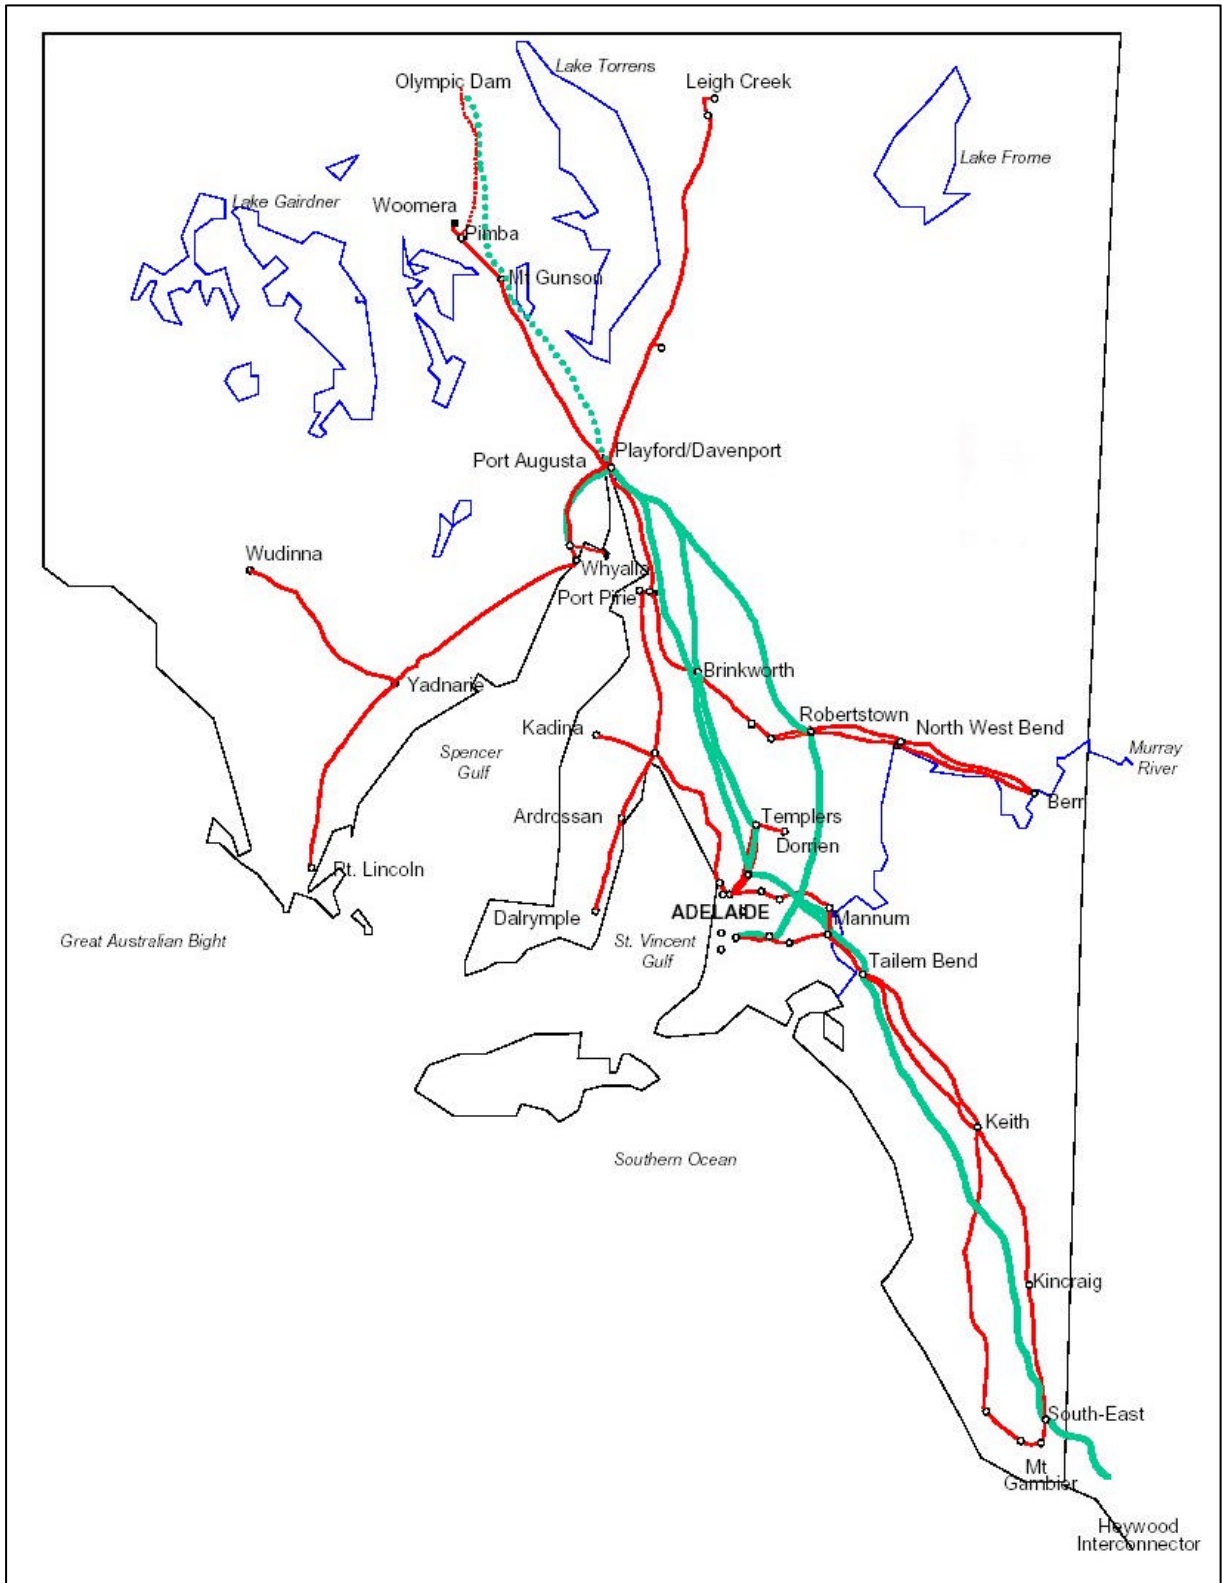 Lake Torrens
Olympic Dam
Leigh Creek
Lake Frome
Lake Gairdner
Woomera
Pimba
Mt Gunson
Playford/Davenport
Port Augusta
Wudinna
Whyalla
Port Pirie
Brinkworth
Yadnarie
Robertstown
Kadina
North West Bend
Spencer
Gulf
Murray
River
Berri
Ardrossan
Templers
Dorrien
Pt. Lincoln
Dalrymple
ADELAIDE
Mannum
Great Australian Bight
St. Vincent
Gulf
Tailem Bend
Keith
Southern Ocean
Kincraig
South-East
Mt
Gambier
Heywood
Interconnector